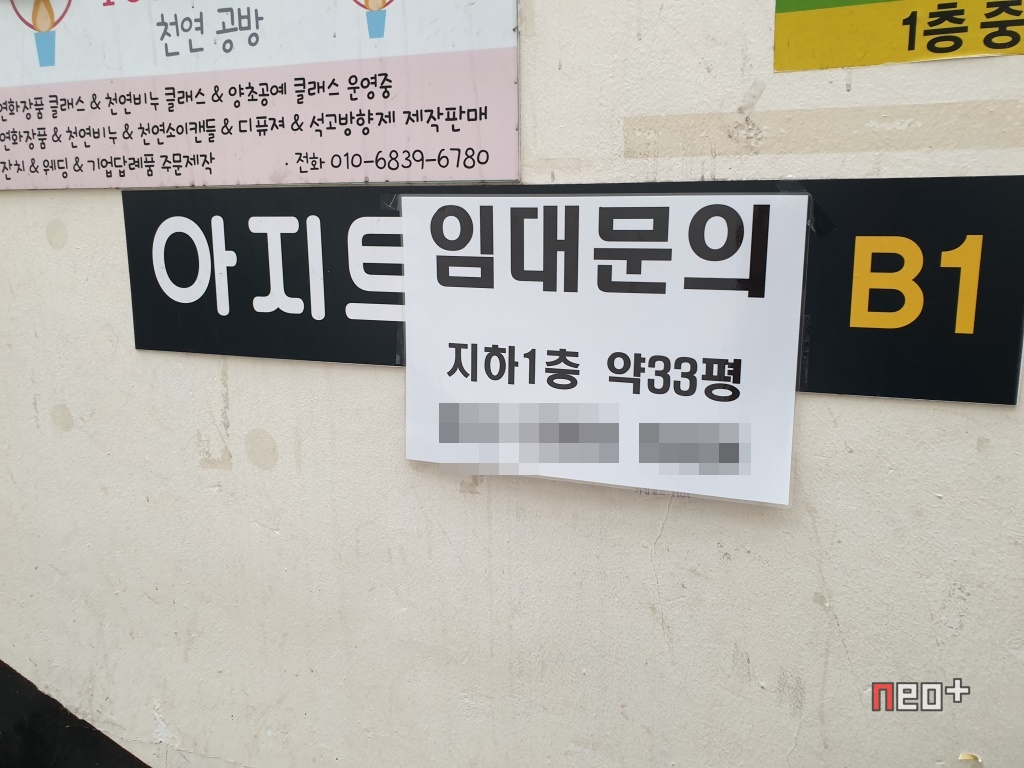 천연 공방
연화장품 클래스 & 천연비누 클래스 & 양초공예 클래스 운영중
연화장품 & 천연비누 & 천연소이캔들 & 디퓨져 & 석고방향제 제작판매
잔치 & 웨딩 & 기업답례품 주문제작 · 전화 010-6839-6780
1층 중
아지트
임대문의
B1
지하1층 약33평
neo+